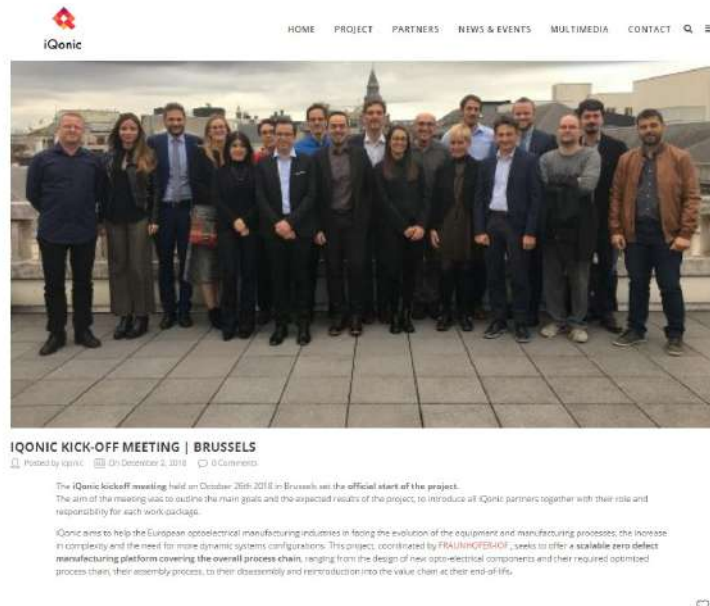 iQonic
HOME PROJECT PARTNERS NEWS & EVENTS MULTIMEDIA CONTACT
IQONIC KICK-OFF MEETING | BRUSSELS
Posted by iqonic On December 2, 2018 0 Comments
The iQonic kickoff meeting held on October 26th 2018 in Brussels set the official start of the project.
The aim of the meeting was to outline the main goals and the expected results of the project, to introduce all iQonic partners together with their role and
responsibility for each work-package.
iQonic aims to help the European optoelectrical manufacturing industries in facing the evolution of the equipment and manufacturing processes, the increase
in complexity and the need for more dynamic systems configurations. This project, coordinated by FRAUNHOFER-IOF , seeks to offer a scalable zero defect
manufacturing platform covering the overall process chain, ranging from the design of new opto-electrical components and their required optimized
process chain, their assembly process, to their disassembly and reintroduction into the value chain at their end-of-life.